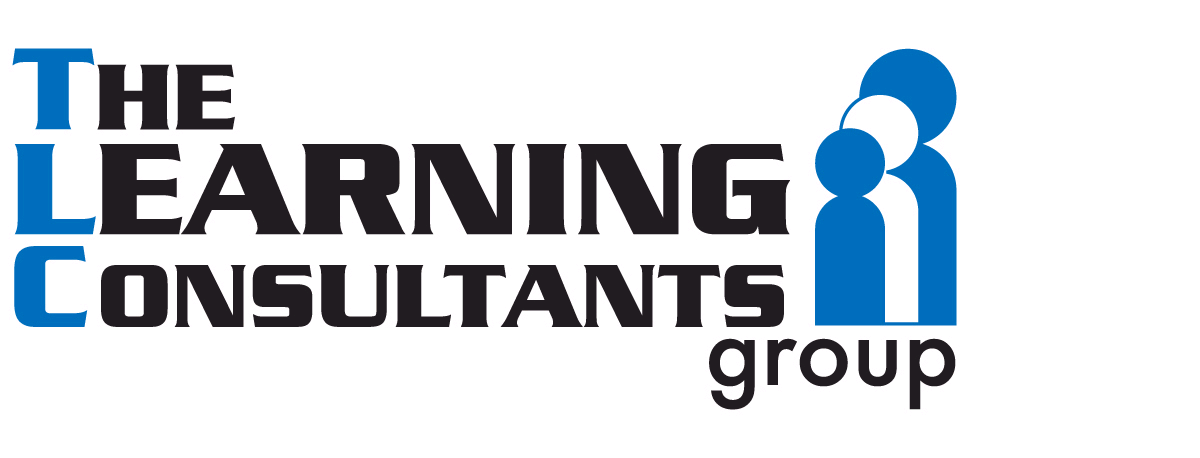 THE
LEARNING
CONSULTANTS
group